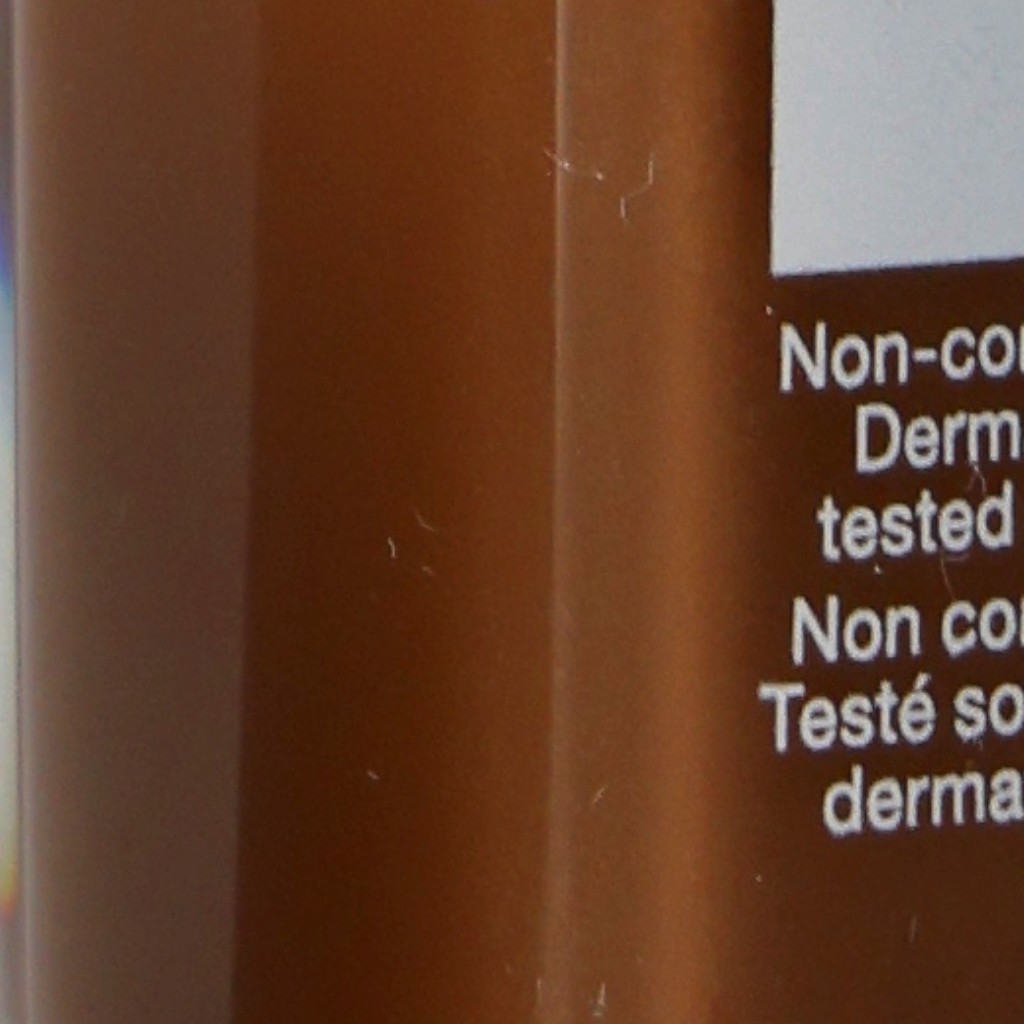 Non-co
Derm
tested
Non co
Testé so
derma